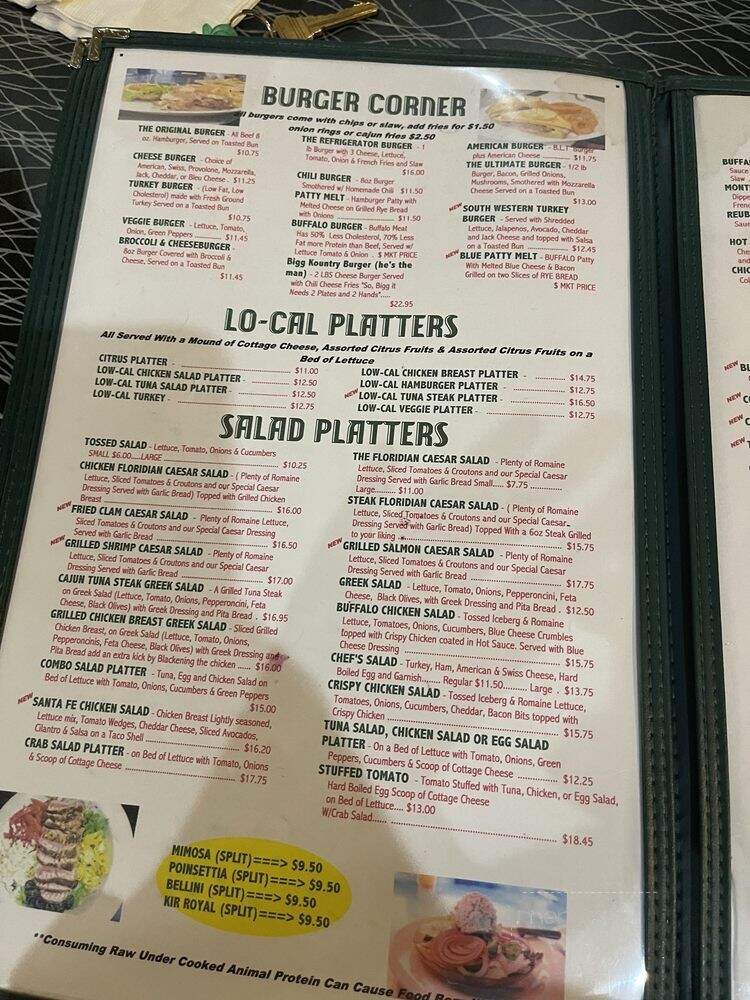 BURGER CORNER
All burgers come with chips or slaw, add fries for $1.50
onion rings or cajun fries $2.50
THE ORIGINAL BURGER - All Beef 8
oz. Hamburger, Served on Toasted Bun
$10.75
CHEESE BURGER - Choice of
American, Swiss, Provolone, Mozzarella,
Jack, Cheddar, or Bleu Cheese . $11.25
TURKEY BURGER - (Low Fat, Low
Cholesterol) made with Fresh Ground
Turkey Served on a Toasted Bun
$10.75
VEGGIE BURGER - Lettuce, Tomato,
Onion, Green Peppers ............ $11.45
BROCCOLI & CHEESEBURGER -
8oz Burger Covered with Broccoli &
Cheese, Served on a Toasted Bun
$11.45
THE REFRIGERATOR BURGER - 1
lb Burger with 3 Cheese, Lettuce,
Tomato, Onion & French Fries and Slaw
$16.00
CHILI BURGER - 8oz Burger
Smothered w/ Homemade Chili $11.50
PATTY MELT - Hamburger Patty with
Melted Cheese on Grilled Rye Bread
with Onions .................... $11.50
BUFFALO BURGER - Buffalo Meat
Has 50% Less Cholesterol, 70% Less
Fat more Protein than Beef, Served w/
Lettuce Tomato & Onion . $ MKT PRICE
Bigg Kountry Burger (he's the
man) - 2 LBS Cheese Burger Served
with Chili Cheese Fries "So, Bigg it
Needs 2 Plates and 2 Hands".....
$22.95
AMERICAN BURGER - B.L.T. Burger
plus American Cheese ......... $11.75
THE ULTIMATE BURGER - 1/2 lb
Burger, Bacon, Grilled Onions,
Mushrooms, Smothered with Mozzarella
Cheese Served on a Toasted Bun
$13.00
NEW SOUTH WESTERN TURKEY
BURGER - Served with Shredded
Lettuce, Jalapenos, Avocado, Cheddar
and Jack Cheese and topped with Salsa
on a Toasted Bun ................ $12.45
NEW BLUE PATTY MELT - BUFFALO Patty
With Melted Blue Cheese & Bacon
Grilled on two Slices of RYE BREAD
$ MKT PRICE
LO-CAL PLATTERS
All Served With a Mound of Cottage Cheese, Assorted Citrus Fruits & Assorted Citrus Fruits on a
Bed of Lettuce
CITRUS PLATTER - .................... $11.00
LOW-CAL CHICKEN SALAD PLATTER - ............ $12.50
LOW-CAL TUNA SALAD PLATTER - ............ $12.50
LOW-CAL TURKEY - .................... $12.75
LOW-CAL CHICKEN BREAST PLATTER - ............ $14.75
LOW-CAL HAMBURGER PLATTER - ............ $12.75
NEW LOW-CAL TUNA STEAK PLATTER - ............ $16.50
LOW-CAL VEGGIE PLATTER - ............ $12.75
SALAD PLATTERS
TOSSED SALAD - Lettuce, Tomato, Onions & Cucumbers
SMALL $6.00.....LARGE .................... $10.25
CHICKEN FLORIDIAN CAESAR SALAD - ( Plenty of Romaine
Lettuce, Sliced Tomatoes & Croutons and our Special Caesar
Dressing Served with Garlic Bread) Topped with Grilled Chicken
Breast .................... $16.00
NEW FRIED CLAM CAESAR SALAD - Plenty of Romaine Lettuce,
Sliced Tomatoes & Croutons and our Special Caesar Dressing
Served with Garlic Bread .................... $16.50
NEW GRILLED SHRIMP CAESAR SALAD - Plenty of Romaine
Lettuce, Sliced Tomatoes & Croutons and our Special Caesar
Dressing Served with Garlic Bread .................... $17.00
CAJUN TUNA STEAK GREEK SALAD - A Grilled Tuna Steak
on Greek Salad (Lettuce, Tomato, Onions, Pepperoncini, Feta
Cheese, Black Olives) with Greek Dressing and Pita Bread . $16.95
GRILLED CHICKEN BREAST GREEK SALAD - Sliced Grilled
Chicken Breast, on Greek Salad (Lettuce, Tomato, Onions,
Pepperoncinis, Feta Cheese, Black Olives) with Greek Dressing and
Pita Bread add an extra kick by Blackening the chicken ..... $16.00
COMBO SALAD PLATTER - Tuna, Egg and Chicken Salad on
Bed of Lettuce with Tomato, Onions, Cucumbers & Green Peppers
$15.00
NEW SANTA FE CHICKEN SALAD - Chicken Breast Lightly seasoned,
Lettuce mix, Tomato Wedges, Cheddar Cheese, Sliced Avocados,
Cilantro & Salsa on a Taco Shell .................... $16.20
CRAB SALAD PLATTER - on Bed of Lettuce with Tomato, Onions
& Scoop of Cottage Cheese .................... $17.75
THE FLORIDIAN CAESAR SALAD - Plenty of Romaine
Lettuce, Sliced Tomatoes & Croutons and our Special Caesar
Dressing Served with Garlic Bread Small..... $7.75 ............
Large........ $11.00
STEAK FLORIDIAN CAESAR SALAD - ( Plenty of Romaine
Lettuce, Sliced Tomatoes & Croutons and our Special Caesar
Dressing Served with Garlic Bread) Topped With a 6oz Steak Grilled
to your liking .................... $15.75
NEW GRILLED SALMON CAESAR SALAD - Plenty of Romaine
Lettuce, Sliced Tomatoes & Croutons and our Special Caesar
Dressing Served with Garlic Bread .................... $17.75
GREEK SALAD - Lettuce, Tomato, Onions, Pepperoncini, Feta
Cheese, Black Olives, with Greek Dressing and Pita Bread . $12.50
BUFFALO CHICKEN SALAD - Tossed Iceberg & Romaine
Lettuce, Tomatoes, Onions, Cucumbers, Blue Cheese Crumbles
topped with Crispy Chicken coated in Hot Sauce. Served with Blue
Cheese Dressing .................... $15.75
CHEF'S SALAD - Turkey, Ham, American & Swiss Cheese, Hard
Boiled Egg and Garnish....... Regular $11.50........ Large . $13.75
CRISPY CHICKEN SALAD - Tossed Iceberg & Romaine Lettuce,
Tomatoes, Onions, Cucumbers, Cheddar, Bacon Bits topped with
Crispy Chicken .................... $15.75
TUNA SALAD, CHICKEN SALAD OR EGG SALAD
PLATTER - On a Bed of Lettuce with Tomato, Onions, Green
Peppers, Cucumbers & Scoop of Cottage Cheese ............ $12.25
STUFFED TOMATO - Tomato Stuffed with Tuna, Chicken, or Egg Salad,
Hard Boiled Egg Scoop of Cottage Cheese
on Bed of Lettuce.... $13.00
W/Crab Salad.................... $18.45
MIMOSA (SPLIT)===> $9.50
POINSETTIA (SPLIT)===> $9.50
BELLINI (SPLIT)===> $9.50
KIR ROYAL (SPLIT)===> $9.50
**Consuming Raw Under Cooked Animal Protein Can Cause Food
Sauce
Slaw
MONT
Dippe
Frenc
REUB
Saue
HOT
Che
and
CHIC
Col
NEW
NEW
NEW
NEW